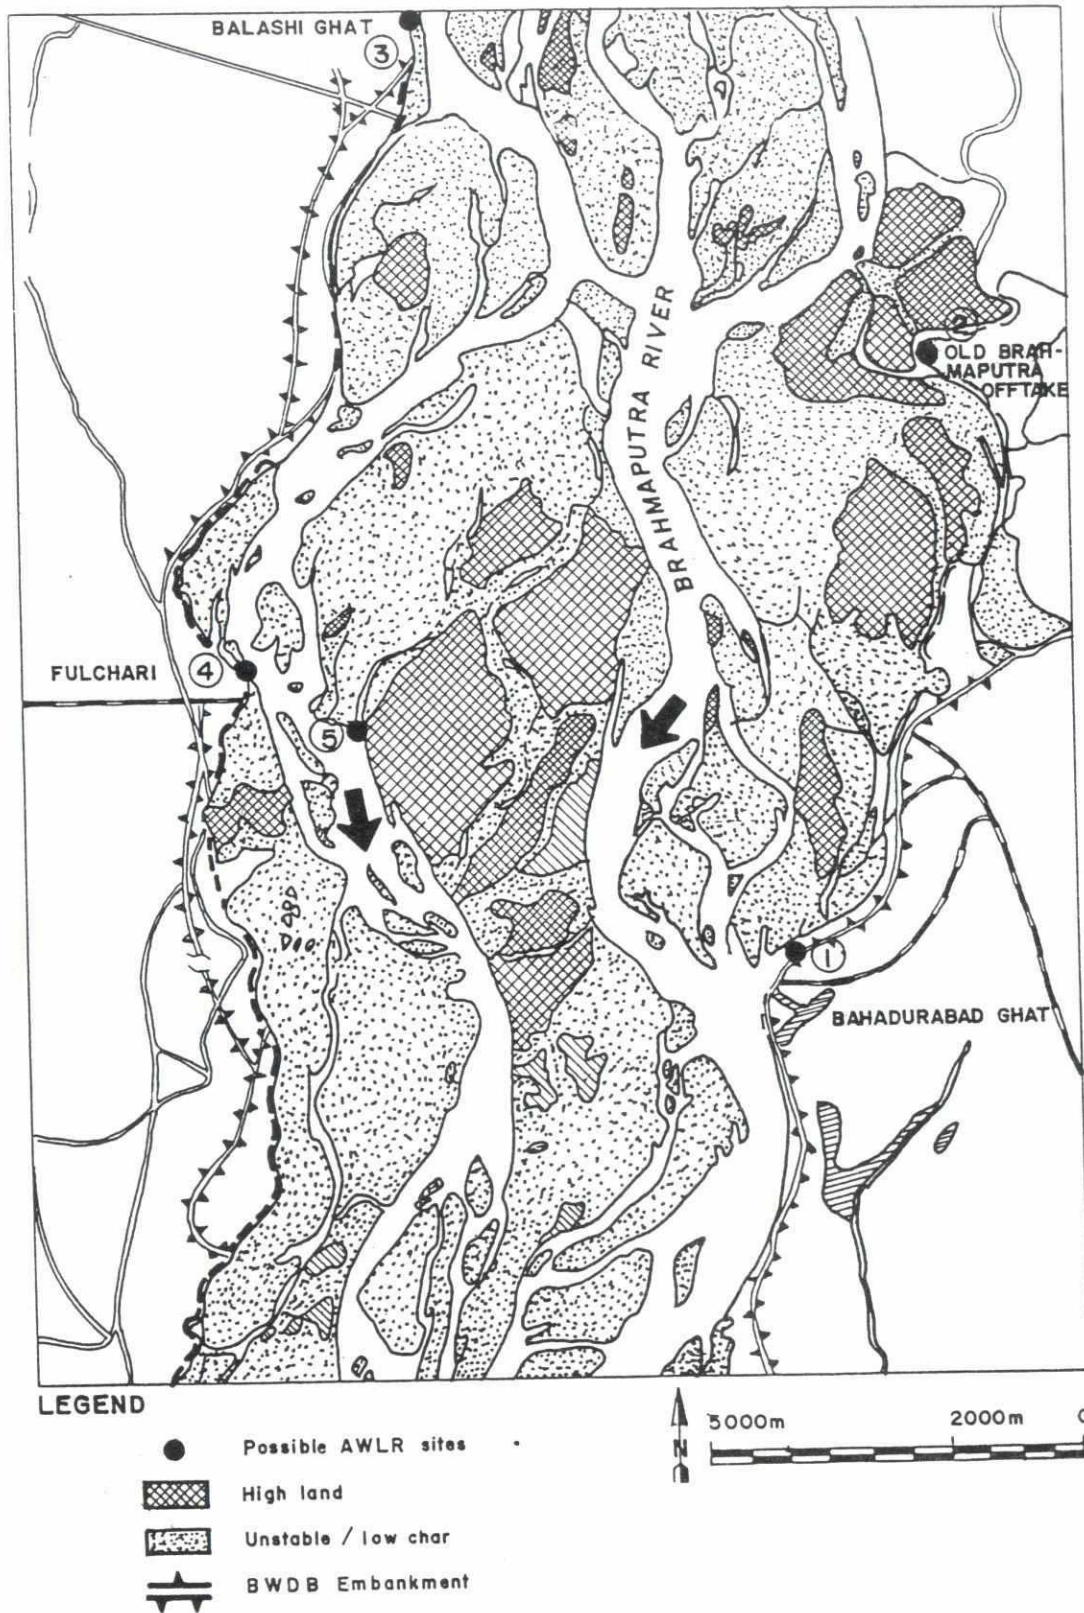 BALASHI GHAT
3
2
OLD BRAH-
MAPUTRA
OFFTAKE
BRAHMAPUTRA RIVER
FULCHARI
4
5
1
BAHADURABAD GHAT
LEGEND
Possible AWLR sites
High land
Unstable / low char
BWDB Embankment
N
5000m 2000m 0